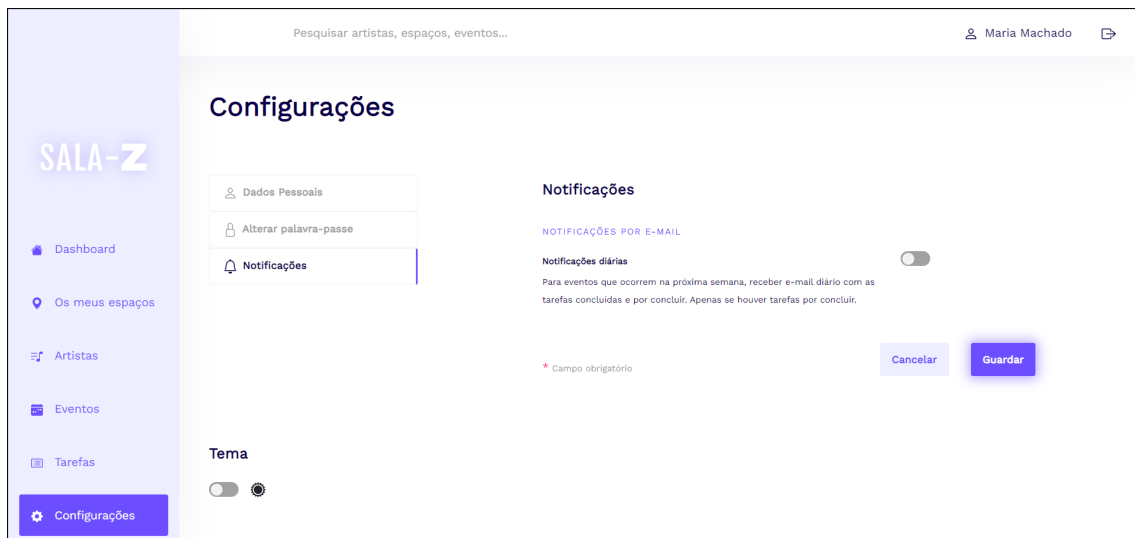 Pesquisar artistas, espaços, eventos...
Maria Machado
SALA-Z
Dashboard
Os meus espaços
Artistas
Eventos
Tarefas
Configurações
Configurações
Dados Pessoais
Alterar palavra-passe
Notificações
Notificações
NOTIFICAÇÕES POR E-MAIL
Notificações diárias
Para eventos que ocorrem na próxima semana, receber e-mail diário com as
tarefas concluídas e por concluir. Apenas se houver tarefas por concluir.
* Campo obrigatório
Cancelar
Guardar
Tema